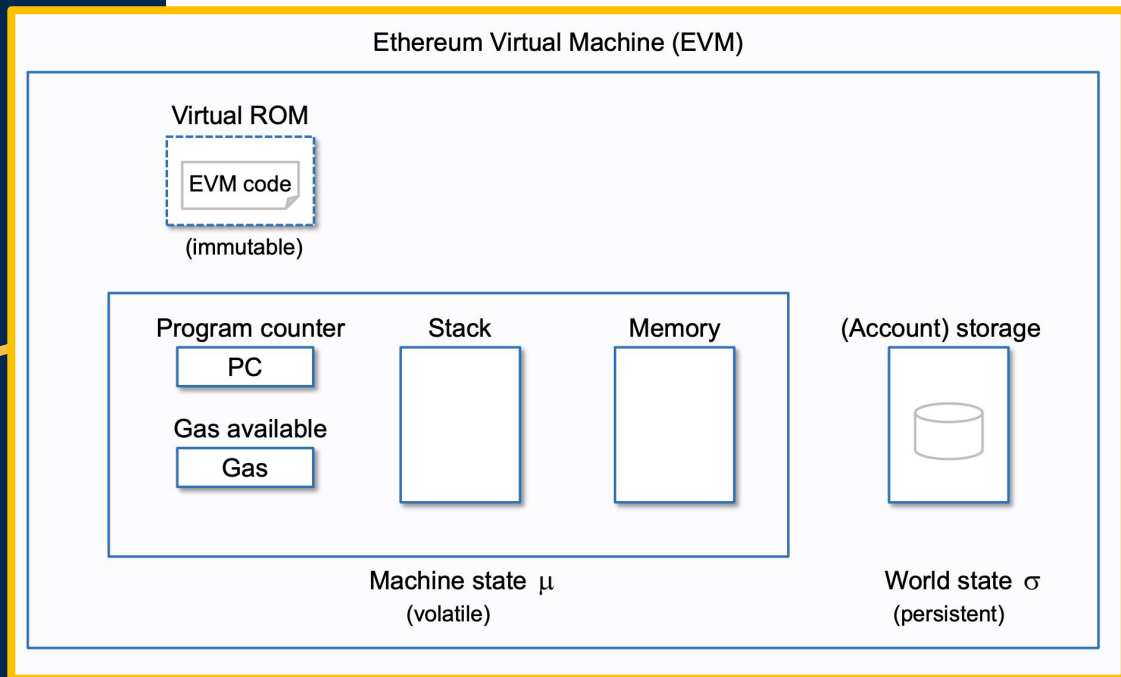 Ethereum Virtual Machine (EVM)
Virtual ROM
EVM code
(immutable)
Program counter
PC
Gas available
Gas
Stack
Memory
(Account) storage
Machine state μ
(volatile)
World state σ
(persistent)